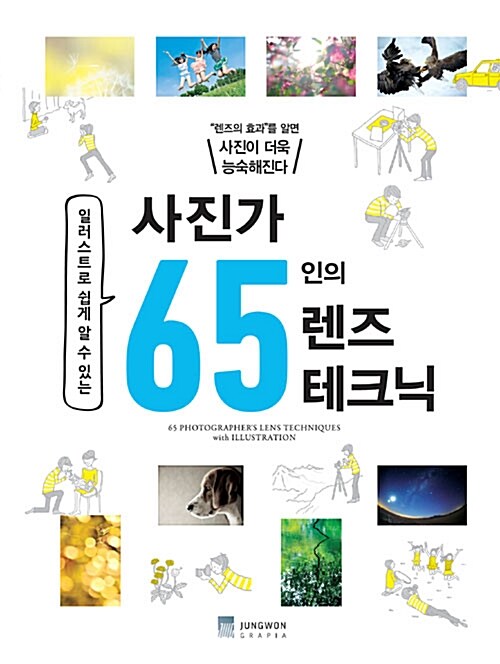 "렌즈의 효과"를 알면
사진이 더욱
능숙해진다
일러스트로 쉽게 알 수 있는
사진가
65 인의
렌즈
테크닉
65 PHOTOGRAPHER'S LENS TECHNIQUES
with ILLUSTRATION
JUNGWON
GRAPIA